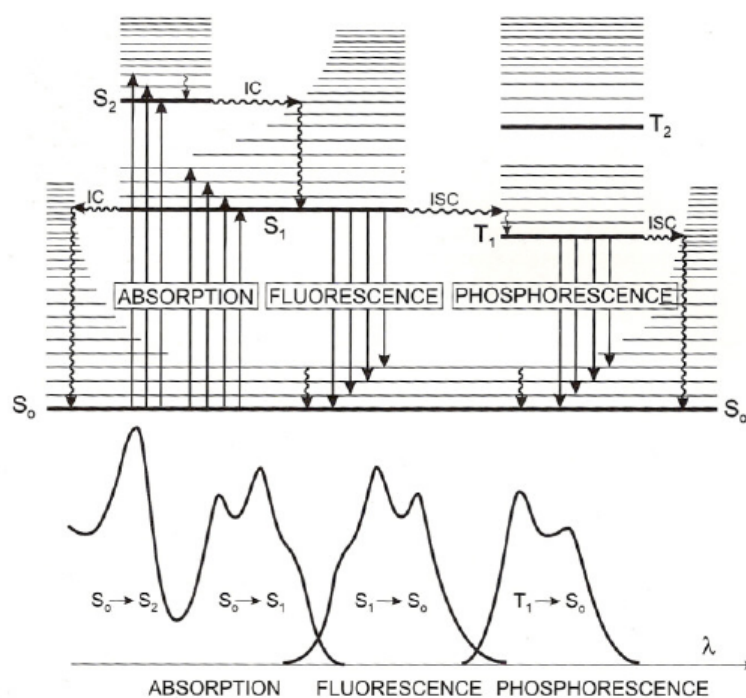 S₂
IC
T₂
IC
S₁
ISC
T₁
ISC
ABSORPTION
FLUORESCENCE
PHOSPHORESCENCE
Sₒ
Sₒ
Sₒ→S₂
Sₒ→S₁
S₁→Sₒ
T₁→Sₒ
λ
ABSORPTION
FLUORESCENCE
PHOSPHORESCENCE